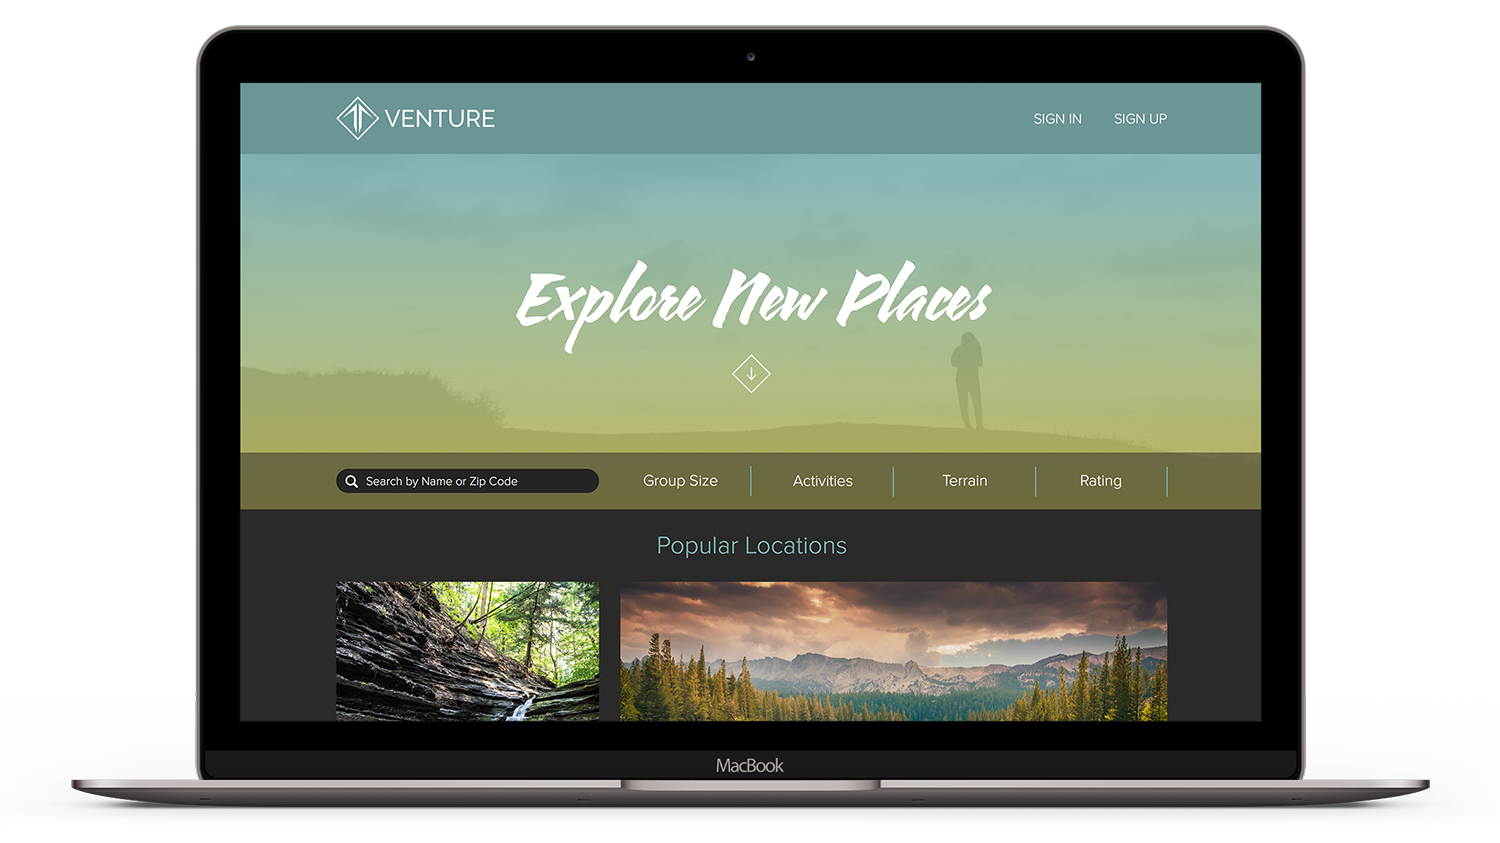 VENTURE
SIGN IN SIGN UP
Explore New Places
Search by Name or Zip Code Group Size Activities Terrain Rating
Popular Locations
MacBook